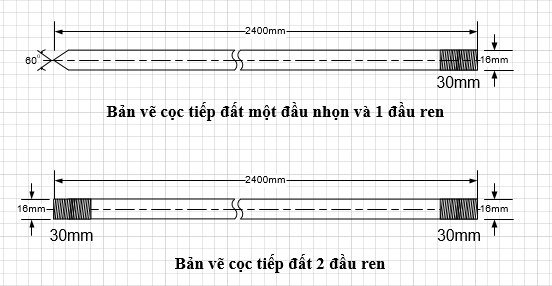 2400mm
60°
16mm
30mm
Bản vẽ cọc tiếp đất một đầu nhọn và 1 đầu ren
2400mm
16mm
16mm
30mm
30mm
Bản vẽ cọc tiếp đất 2 đầu ren